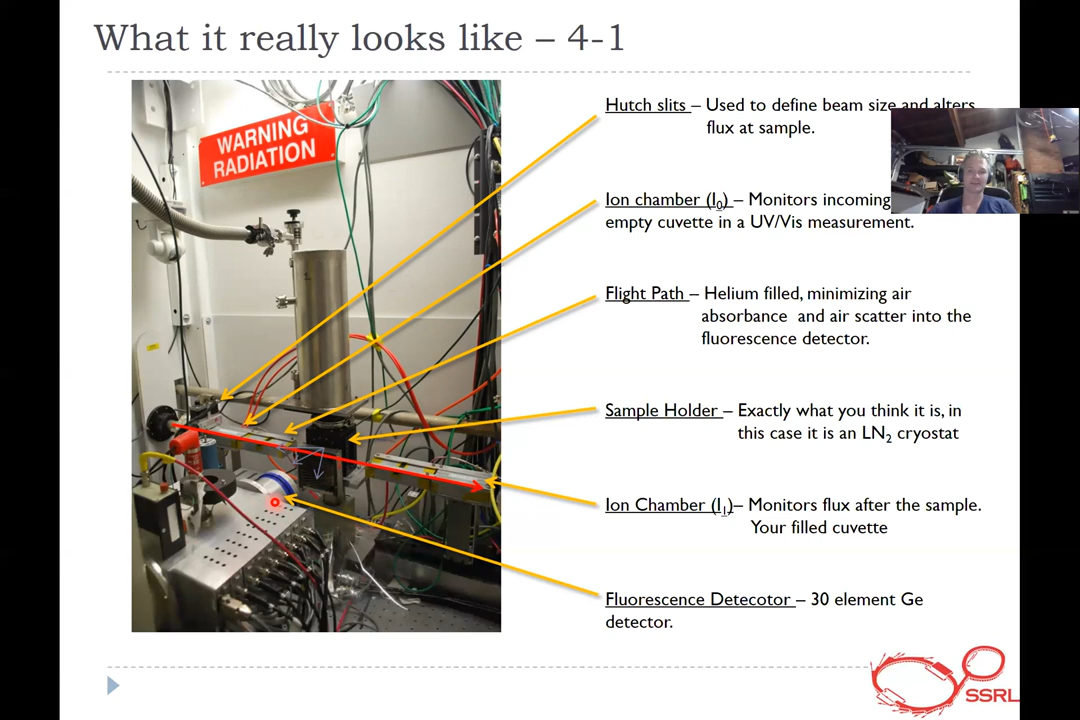 What it really looks like – 4-1
WARNING
RADIATION
Hutch slits – Used to define beam size and alters
flux at sample.
Ion chamber (I0) – Monitors incoming
empty cuvette in a UV/Vis measurement.
Flight Path – Helium filled, minimizing air
absorbance and air scatter into the
fluorescence detector.
Sample Holder – Exactly what you think it is, in
this case it is an LN2 cryostat
Ion Chamber (I1)– Monitors flux after the sample.
Your filled cuvette
Fluorescence Detecotor – 30 element Ge
detector.
SSRL